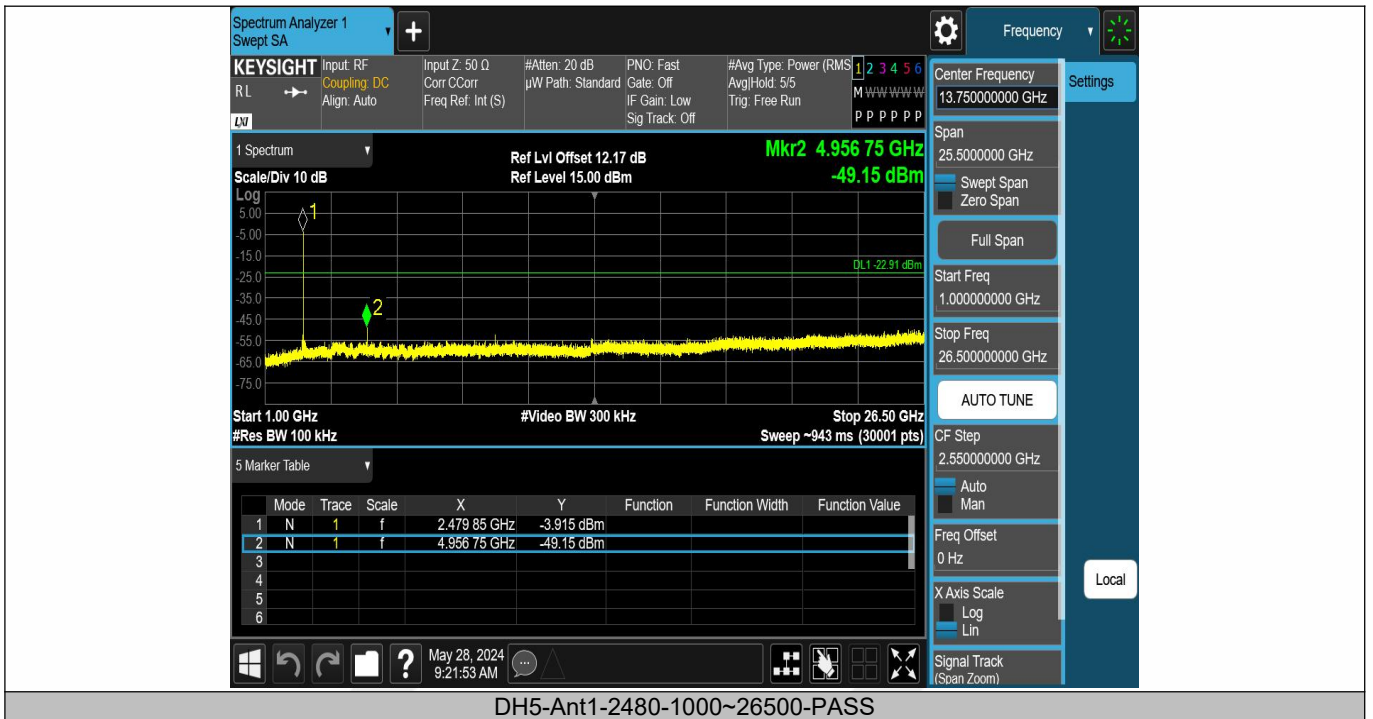 Spectrum Analyzer 1
Swept SA
+
Frequency
KEYSIGHT
RL
LXI
Input: RF
Coupling: DC
Align: Auto
Input Z: 50 Ω
Corr CCorr
Freq Ref: Int (S)
#Atten: 20 dB
µW Path: Standard
PNO: Fast
Gate: Off
IF Gain: Low
Sig Track: Off
#Avg Type: Power (RMS
Avg|Hold: 5/5
Trig: Free Run
1 2 3 4 5 6
M W W W W W
P P P P P P
Center Frequency
13.750000000 GHz
Settings
Span
25.5000000 GHz
Swept Span
Zero Span
Full Span
Start Freq
1.000000000 GHz
Stop Freq
26.500000000 GHz
AUTO TUNE
CF Step
2.550000000 GHz
Auto
Man
Freq Offset
0 Hz
X Axis Scale
Log
Lin
Signal Track
(Span Zoom)
Local
1 Spectrum
Scale/Div 10 dB
Ref Lvl Offset 12.17 dB
Ref Level 15.00 dBm
Mkr2 4.956 75 GHz
-49.15 dBm
Log
5.00
-5.00
-15.0
-25.0
-35.0
-45.0
-55.0
-65.0
-75.0
1
2
DL1 -22.91 dBm
Start 1.00 GHz
#Video BW 300 kHz
Stop 26.50 GHz
#Res BW 100 kHz
Sweep ~943 ms (30001 pts)
5 Marker Table
Mode Trace Scale X Y Function Function Width Function Value
1 N 1 f 2.479 85 GHz -3.915 dBm
2 N 1 f 4.956 75 GHz -49.15 dBm
3
4
5
6
?
May 28, 2024
9:21:53 AM
DH5-Ant1-2480-1000~26500-PASS